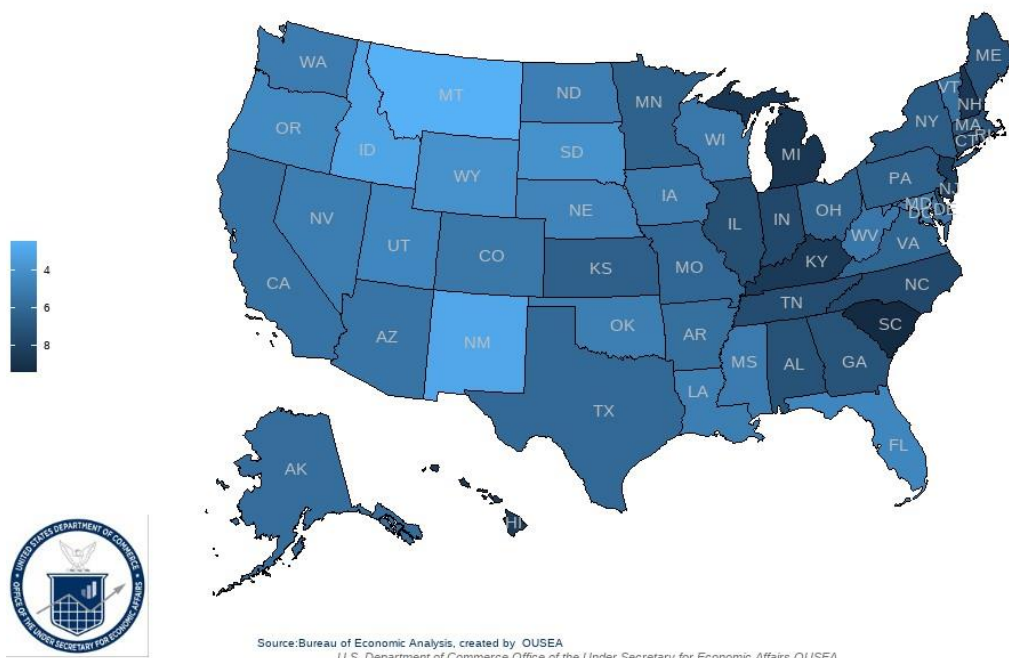 WA
MT
ND
MN
ME
VT
NH
OR
ID
SD
WI
NY
MA
CT
RI
WY
MI
PA
NJ
IA
NE
NV
UT
IL
IN
OH
MD
DE
DC
WV
VA
CO
KS
MO
KY
CA
NC
TN
OK
AR
SC
AZ
NM
MS
AL
GA
LA
TX
FL
AK
HI
4
6
8
UNITED STATES DEPARTMENT OF COMMERCE
OFFICE OF THE UNDER SECRETARY FOR ECONOMIC AFFAIRS
Source:Bureau of Economic Analysis, created by OUSEA
U.S. Department of Commerce Office of the Under Secretary for Economic Affairs OUSEA